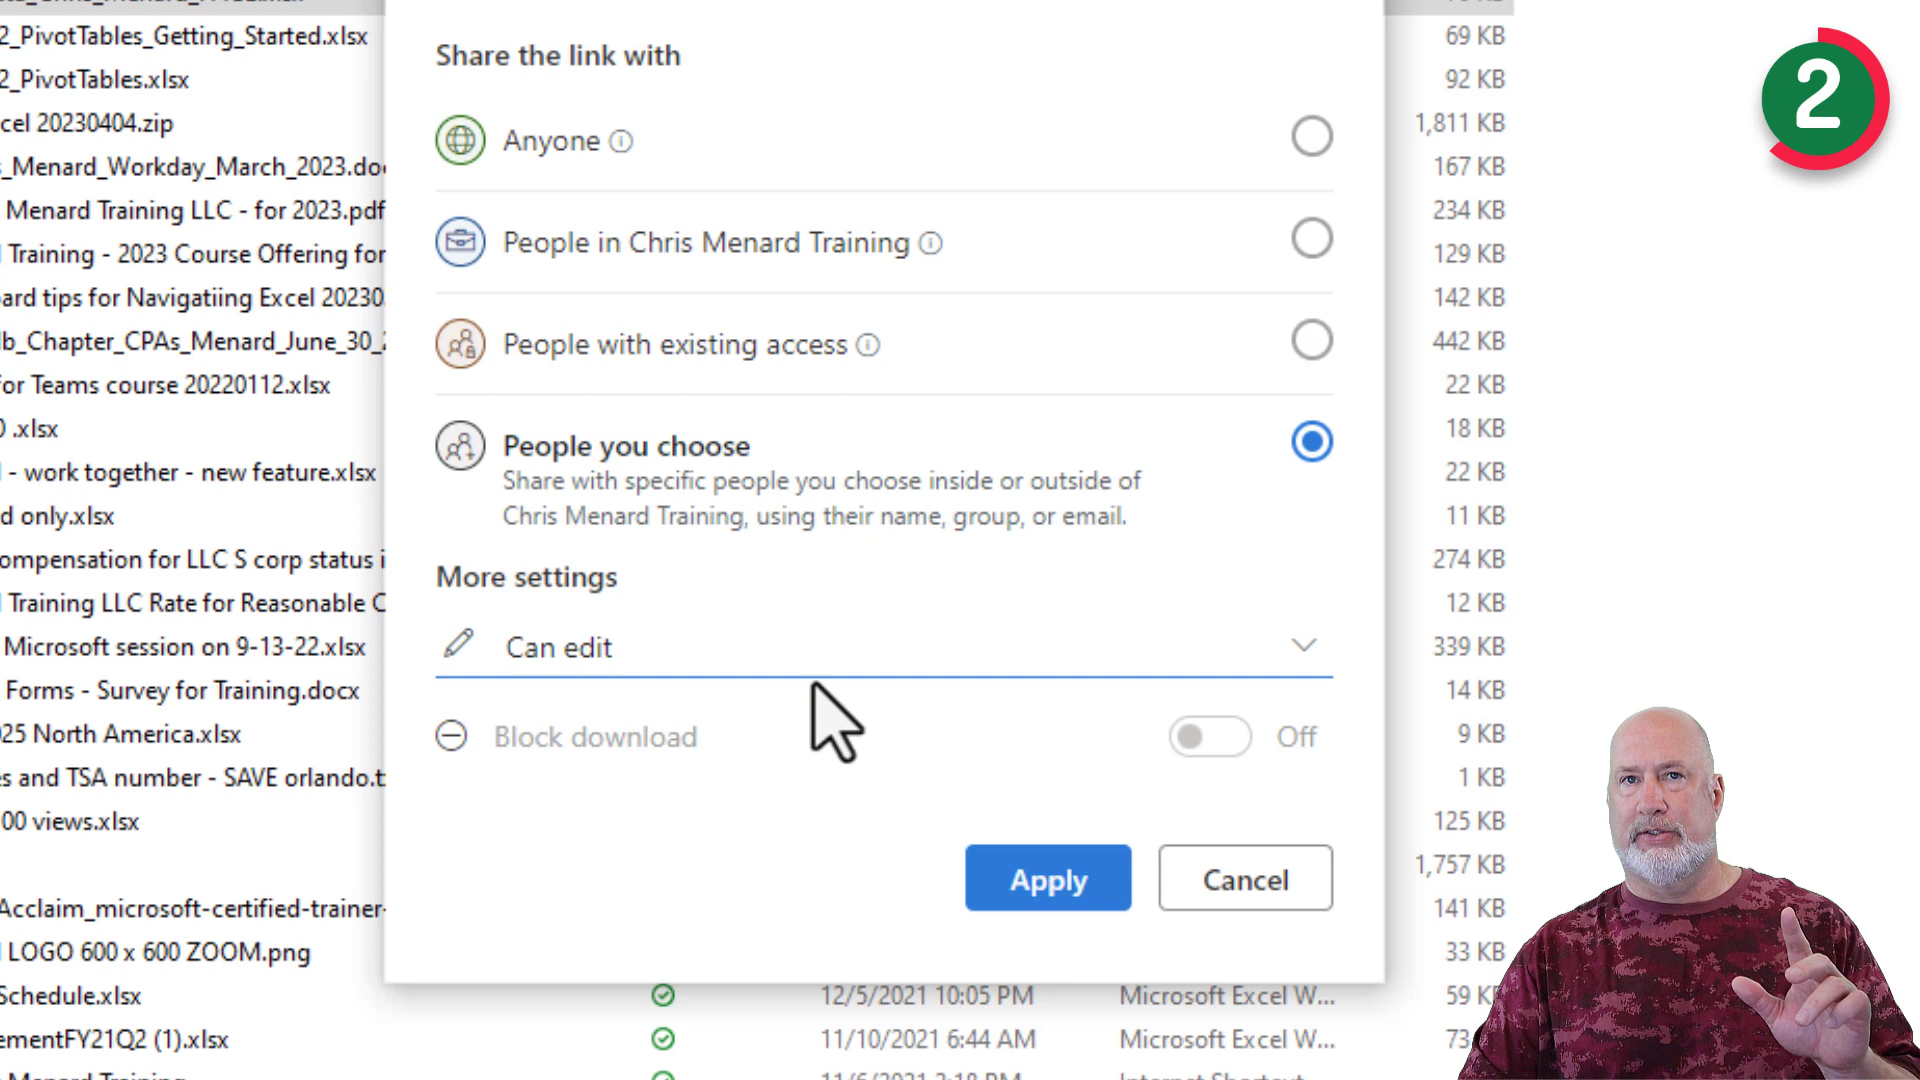 2_PivotTables_Getting_Started.xlsx 69 KB
2_PivotTables.xlsx 92 KB
cel 20230404.zip 1,811 KB
s_Menard_Workday_March_2023.do 167 KB
Menard Training LLC - for 2023.pdf 234 KB
Training - 2023 Course Offering for 129 KB
ard tips for Navigatiing Excel 20230 142 KB
lb_Chapter_CPAs_Menard_June_30_ 442 KB
for Teams course 20220112.xlsx 22 KB
0 .xlsx 18 KB
- work together - new feature.xlsx 22 KB
d only.xlsx 11 KB
ompensation for LLC S corp status i 274 KB
Training LLC Rate for Reasonable C 12 KB
Microsoft session on 9-13-22.xlsx 339 KB
Forms - Survey for Training.docx 14 KB
25 North America.xlsx 9 KB
es and TSA number - SAVE orlando.t 1 KB
00 views.xlsx 125 KB
1,757 KB
Acclaim_microsoft-certified-trainer- 141 KB
LOGO 600 x 600 ZOOM.png 33 KB
Schedule.xlsx 12/5/2021 10:05 PM Microsoft Excel W... 59 K
ementFY21Q2 (1).xlsx 11/10/2021 6:44 AM Microsoft Excel W... 73
Share the link with
Anyone
People in Chris Menard Training
People with existing access
People you choose
Share with specific people you choose inside or outside of
Chris Menard Training, using their name, group, or email.
More settings
Can edit
Block download Off
Apply Cancel
2